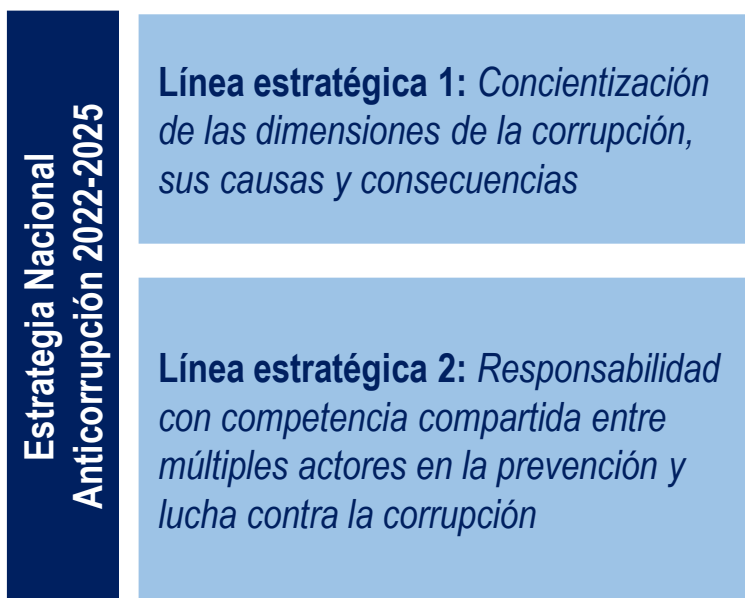 Estrategia Nacional
Anticorrupción 2022-2025
Línea estratégica 1: Concientización
de las dimensiones de la corrupción,
sus causas y consecuencias
Línea estratégica 2: Responsabilidad
con competencia compartida entre
múltiples actores en la prevención y
lucha contra la corrupción